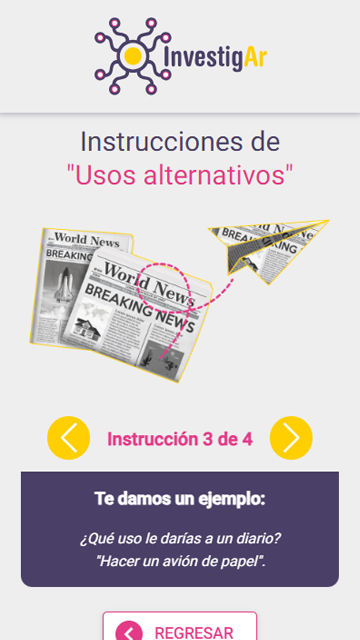 InvestigAr
Instrucciones de
"Usos alternativos"
World News
BREAKING
World News
BREAKING NEWS
Instrucción 3 de 4
Te damos un ejemplo:
¿Qué uso le darías a un diario?
"Hacer un avión de papel".
REGRESAR